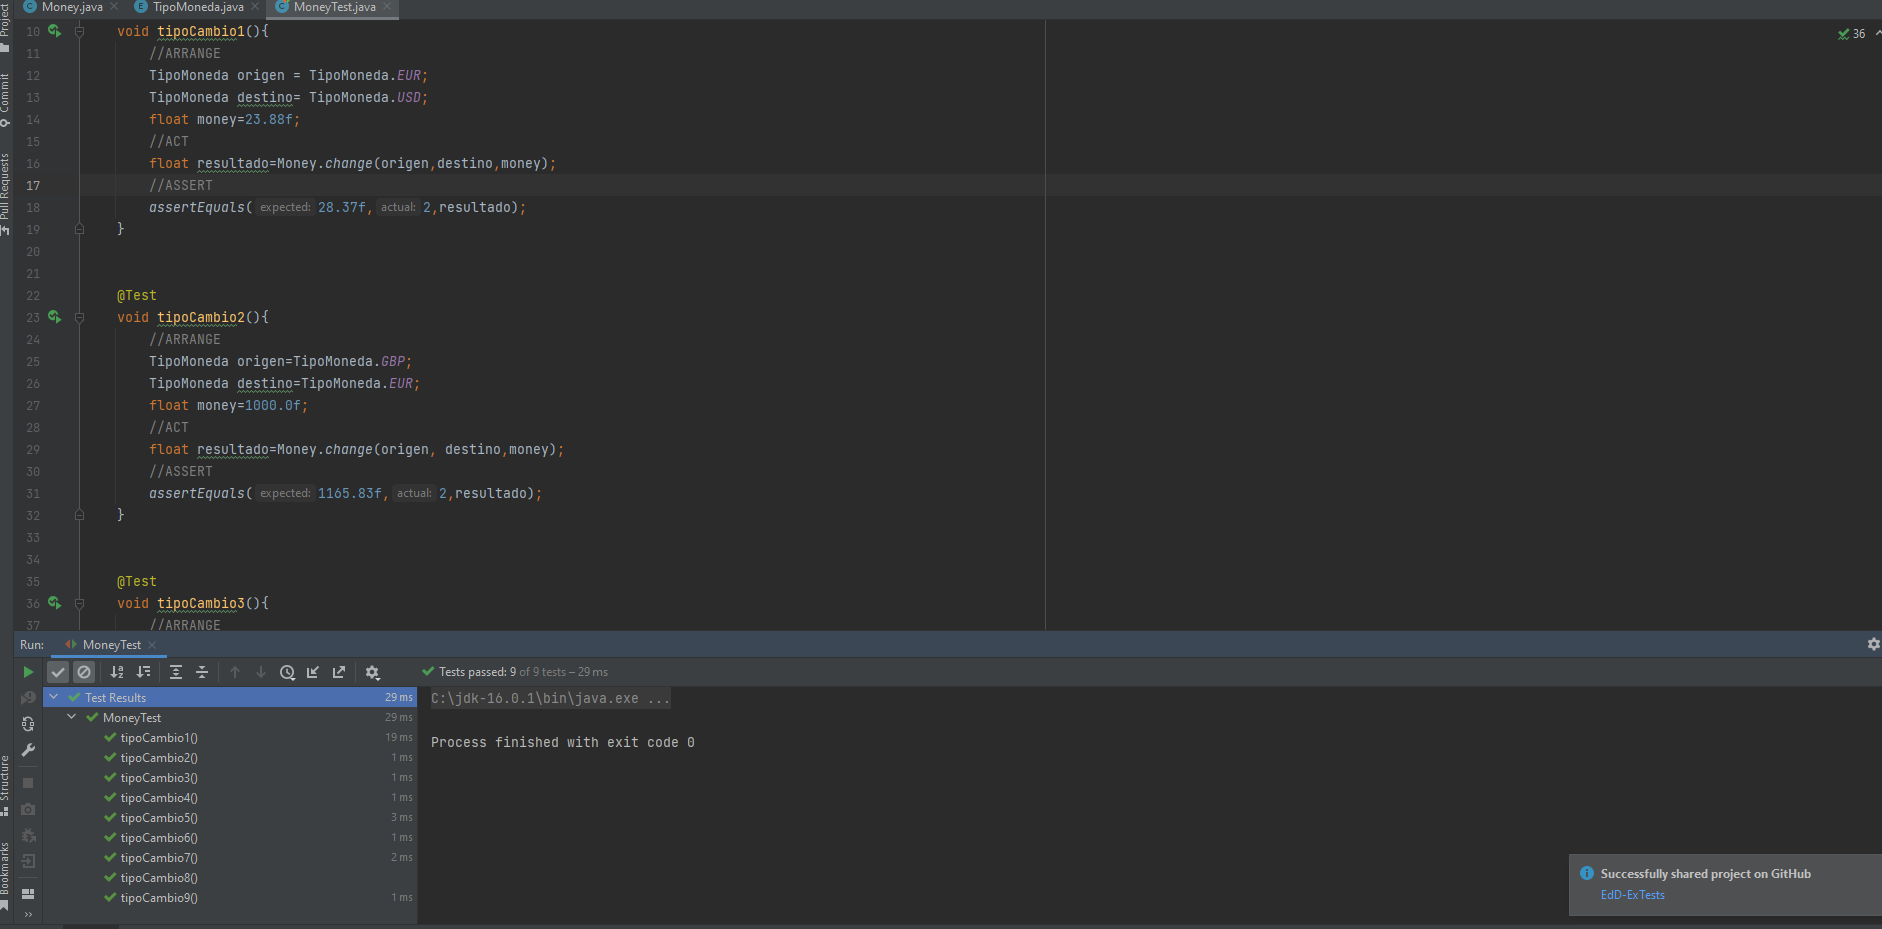 Money.java
TipoMoneda.java
MoneyTest.java
Project
Commit
Pull Requests
Structure
Bookmarks
36
10 void tipoCambio1(){
11 //ARRANGE
12 TipoMoneda origen = TipoMoneda.EUR;
13 TipoMoneda destino= TipoMoneda.USD;
14 float money=23.88f;
15 //ACT
16 float resultado=Money.change(origen,destino,money);
17 //ASSERT
18 assertEquals( expected: 28.37f, actual: 2,resultado);
19 }
20
21
22 @Test
23 void tipoCambio2(){
24 //ARRANGE
25 TipoMoneda origen=TipoMoneda.GBP;
26 TipoMoneda destino=TipoMoneda.EUR;
27 float money=1000.0f;
28 //ACT
29 float resultado=Money.change(origen, destino,money);
30 //ASSERT
31 assertEquals( expected: 1165.83f, actual: 2,resultado);
32 }
33
34
35 @Test
36 void tipoCambio3(){
37 //ARRANGE
Run: MoneyTest
Tests passed: 9 of 9 tests – 29 ms
Test Results 29 ms
MoneyTest 29 ms
tipoCambio1() 19 ms
tipoCambio2() 1 ms
tipoCambio3() 1 ms
tipoCambio4() 1 ms
tipoCambio5() 3 ms
tipoCambio6() 1 ms
tipoCambio7() 2 ms
tipoCambio8()
tipoCambio9() 1 ms
C:\jdk-16.0.1\bin\java.exe ...
Process finished with exit code 0
Successfully shared project on GitHub
EdD-ExTests